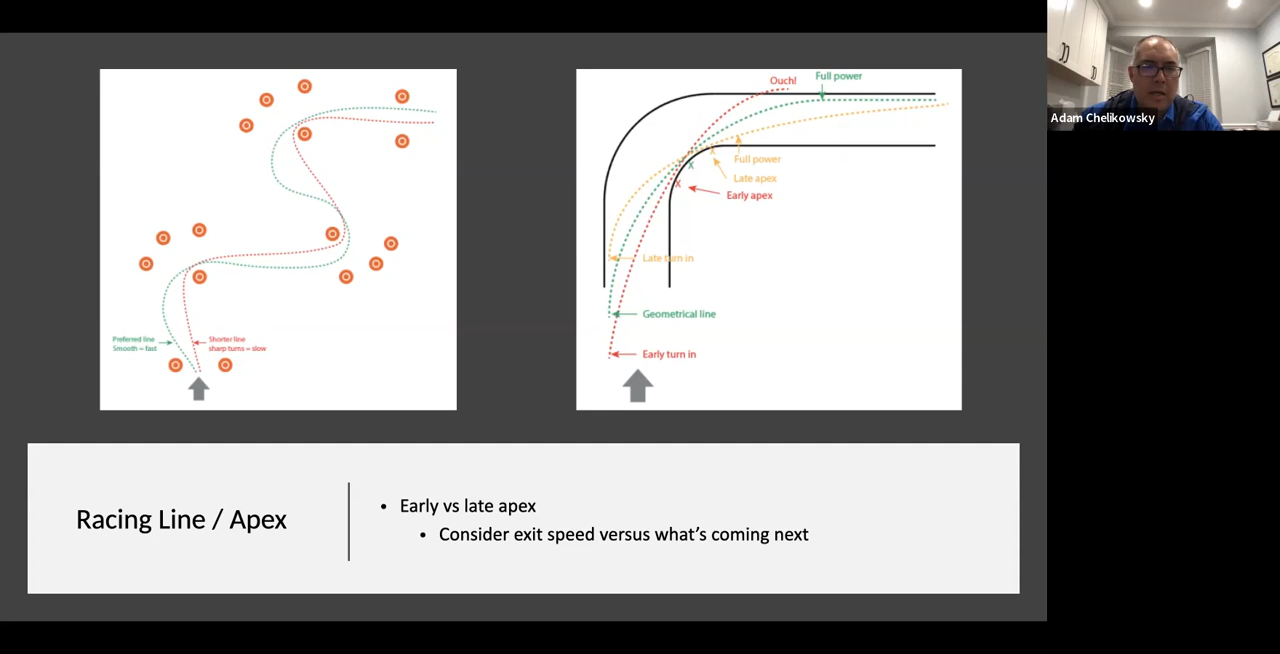 Preferred line
Smooth = fast
Shorter line
sharp turns = slow
Ouch!
Full power
Full power
Late apex
Early apex
Late turn in
Geometrical line
Early turn in
X
X
Adam Chelikowsky
Racing Line / Apex
• Early vs late apex
• Consider exit speed versus what's coming next